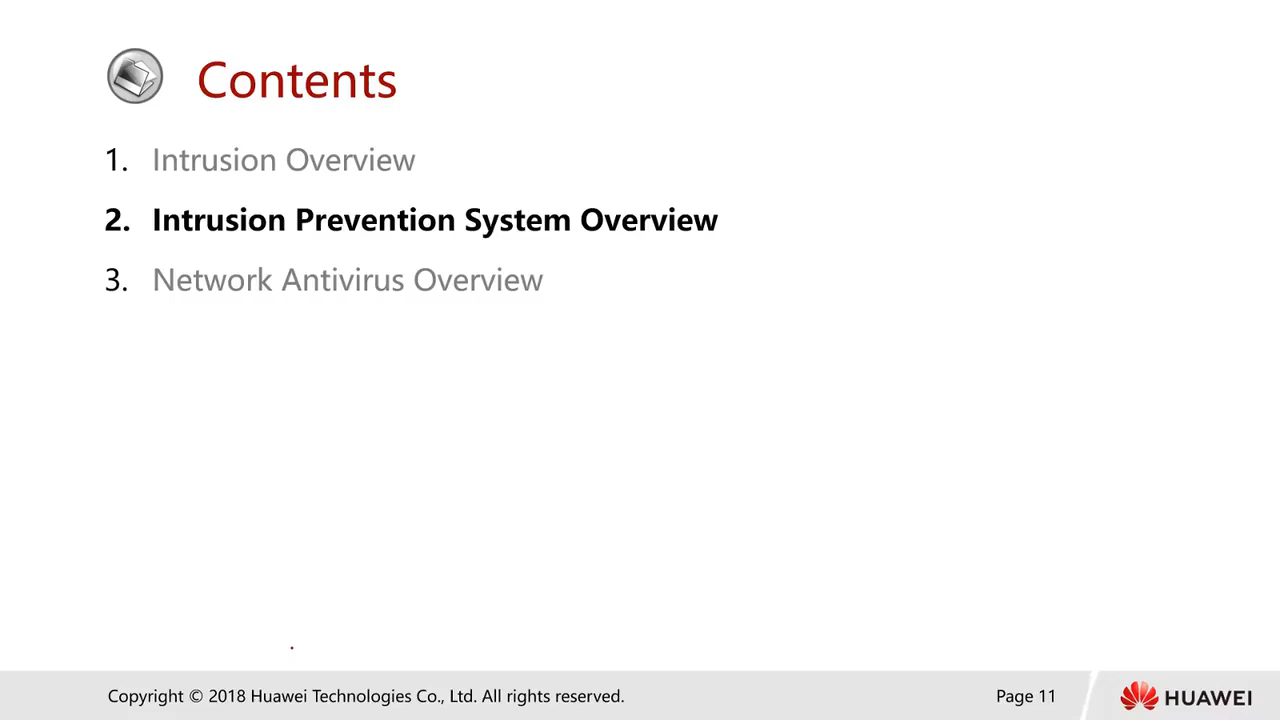 Contents
1. Intrusion Overview
2. Intrusion Prevention System Overview
3. Network Antivirus Overview
Copyright © 2018 Huawei Technologies Co., Ltd. All rights reserved.
Page 11
HUAWEI